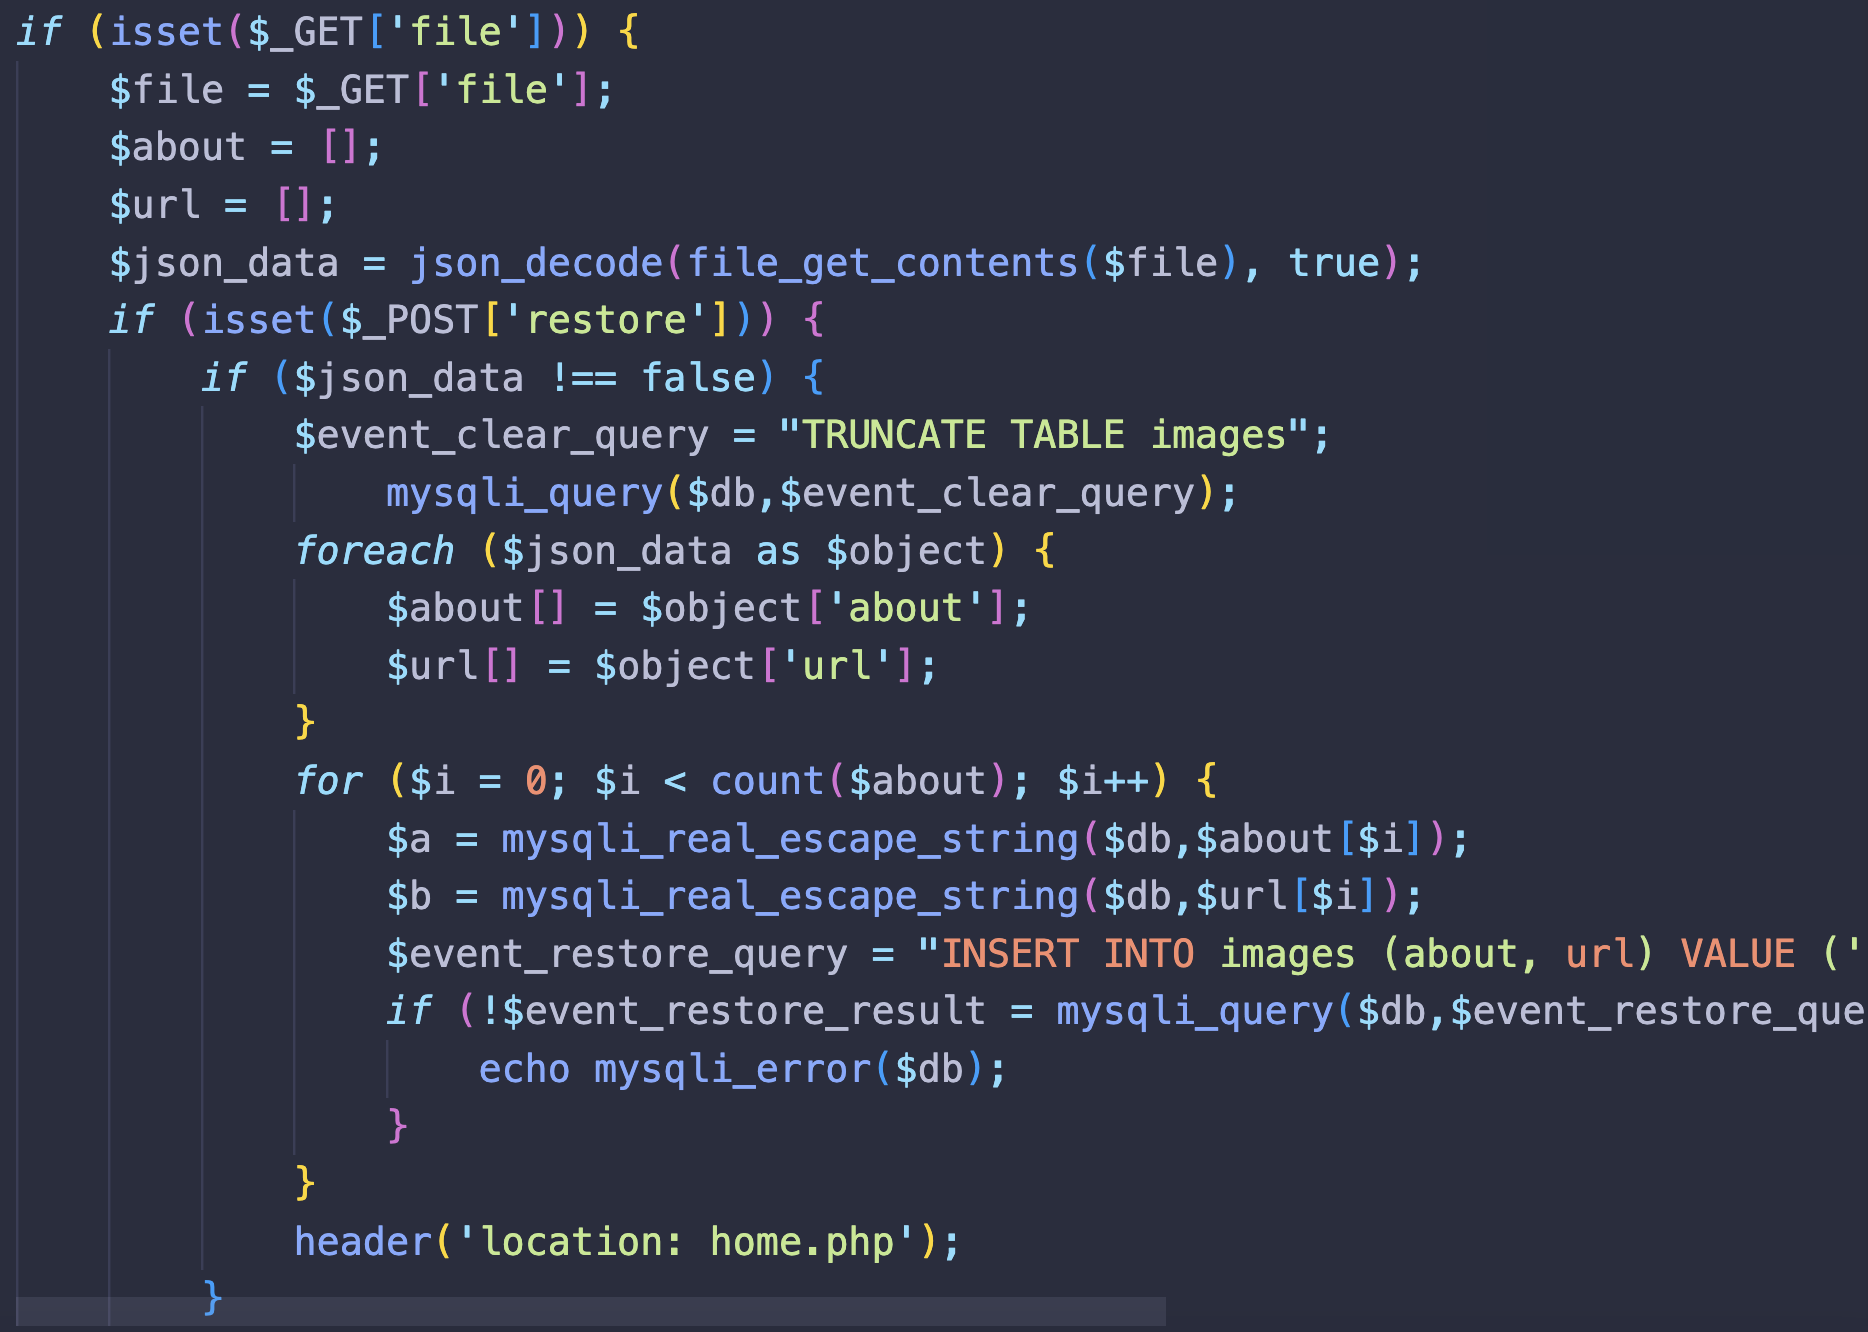 if (isset($_GET['file'])) {
$file = $_GET['file'];
$about = [];
$url = [];
$json_data = json_decode(file_get_contents($file), true);
if (isset($_POST['restore'])) {
if ($json_data !== false) {
$event_clear_query = "TRUNCATE TABLE images";
mysqli_query($db,$event_clear_query);
foreach ($json_data as $object) {
$about[] = $object['about'];
$url[] = $object['url'];
}
for ($i = 0; $i < count($about); $i++) {
$a = mysqli_real_escape_string($db,$about[$i]);
$b = mysqli_real_escape_string($db,$url[$i]);
$event_restore_query = "INSERT INTO images (about, url) VALUE ('
if (!$event_restore_result = mysqli_query($db,$event_restore_que
echo mysqli_error($db);
}
}
header('location: home.php');
}